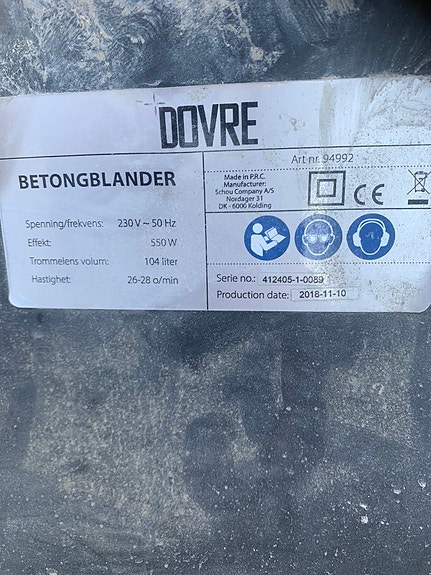 DOVRE
Art nr. 94992
BETONGBLANDER
Spenning/frekvens: 230 V ~ 50 Hz
Effekt: 550 W
Trommelens volum: 104 liter
Hastighet: 26-28 o/min
Made in P.R.C.
Manufacturer:
Schou Company A/S
Nordager 31
DK - 6000 Kolding
CE
Serie no.: 412405-1-0089
Production date: 2018-11-10